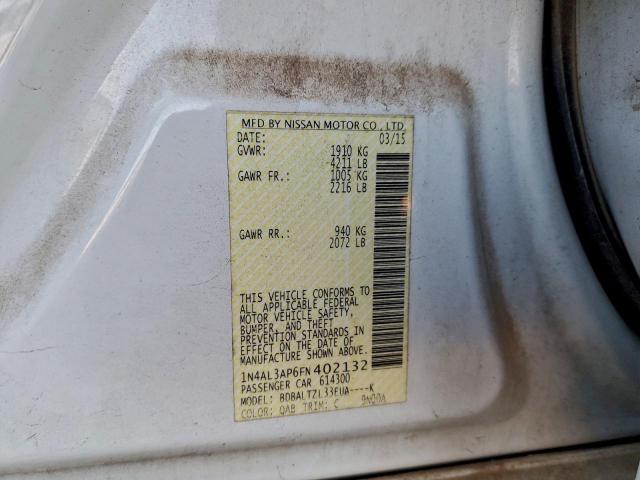 MFD BY NISSAN MOTOR CO., LTD
DATE: 03/15
GVWR: 1910 KG
4211 LB
GAWR FR.: 1005 KG
2216 LB
GAWR RR.: 940 KG
2072 LB
THIS VEHICLE CONFORMS TO
ALL APPLICABLE FEDERAL
MOTOR VEHICLE SAFETY,
BUMPER, AND THEFT
PREVENTION STANDARDS IN
EFFECT ON THE DATE OF
MANUFACTURE SHOWN ABOVE.
1N4AL3AP6FN402132
PASSENGER CAR 614300
MODEL: BDBALTZL33EUA----K
COLOR: QAB TRIM: C